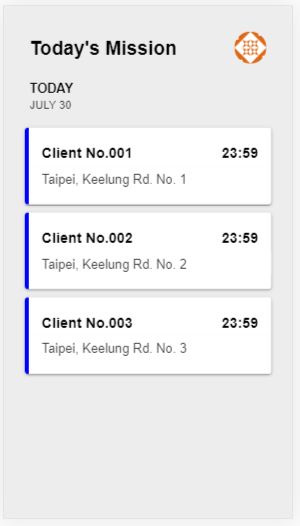 Today's Mission
TODAY
JULY 30
Client No.001 23:59
Taipei, Keelung Rd. No. 1
Client No.002 23:59
Taipei, Keelung Rd. No. 2
Client No.003 23:59
Taipei, Keelung Rd. No. 3